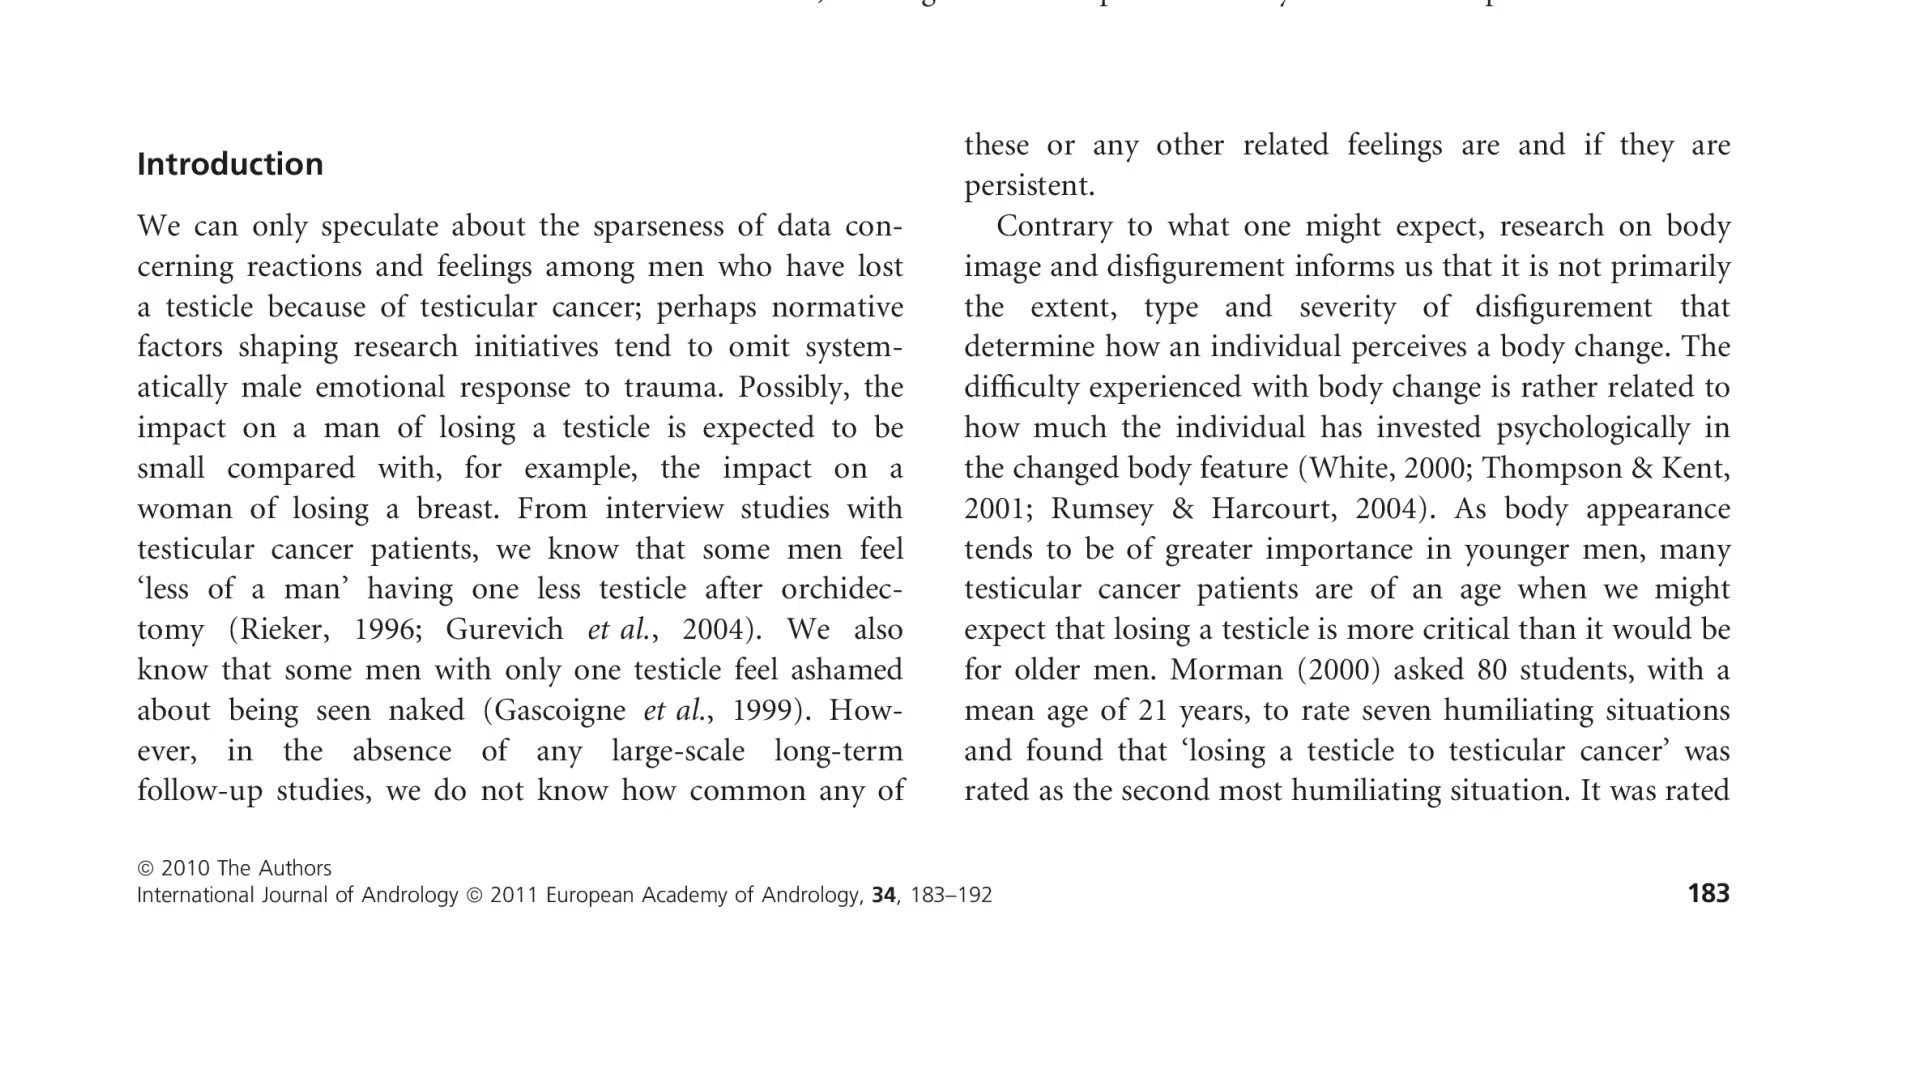 Introduction
We can only speculate about the sparseness of data con-
cerning reactions and feelings among men who have lost
a testicle because of testicular cancer; perhaps normative
factors shaping research initiatives tend to omit system-
atically male emotional response to trauma. Possibly, the
impact on a man of losing a testicle is expected to be
small compared with, for example, the impact on a
woman of losing a breast. From interview studies with
testicular cancer patients, we know that some men feel
‘less of a man’ having one less testicle after orchidec-
tomy (Rieker, 1996; Gurevich et al., 2004). We also
know that some men with only one testicle feel ashamed
about being seen naked (Gascoigne et al., 1999). How-
ever, in the absence of any large-scale long-term
follow-up studies, we do not know how common any of
these or any other related feelings are and if they are
persistent.
Contrary to what one might expect, research on body
image and disfigurement informs us that it is not primarily
the extent, type and severity of disfigurement that
determine how an individual perceives a body change. The
difficulty experienced with body change is rather related to
how much the individual has invested psychologically in
the changed body feature (White, 2000; Thompson & Kent,
2001; Rumsey & Harcourt, 2004). As body appearance
tends to be of greater importance in younger men, many
testicular cancer patients are of an age when we might
expect that losing a testicle is more critical than it would be
for older men. Morman (2000) asked 80 students, with a
mean age of 21 years, to rate seven humiliating situations
and found that ‘losing a testicle to testicular cancer’ was
rated as the second most humiliating situation. It was rated
© 2010 The Authors
International Journal of Andrology © 2011 European Academy of Andrology, 34, 183–192
183